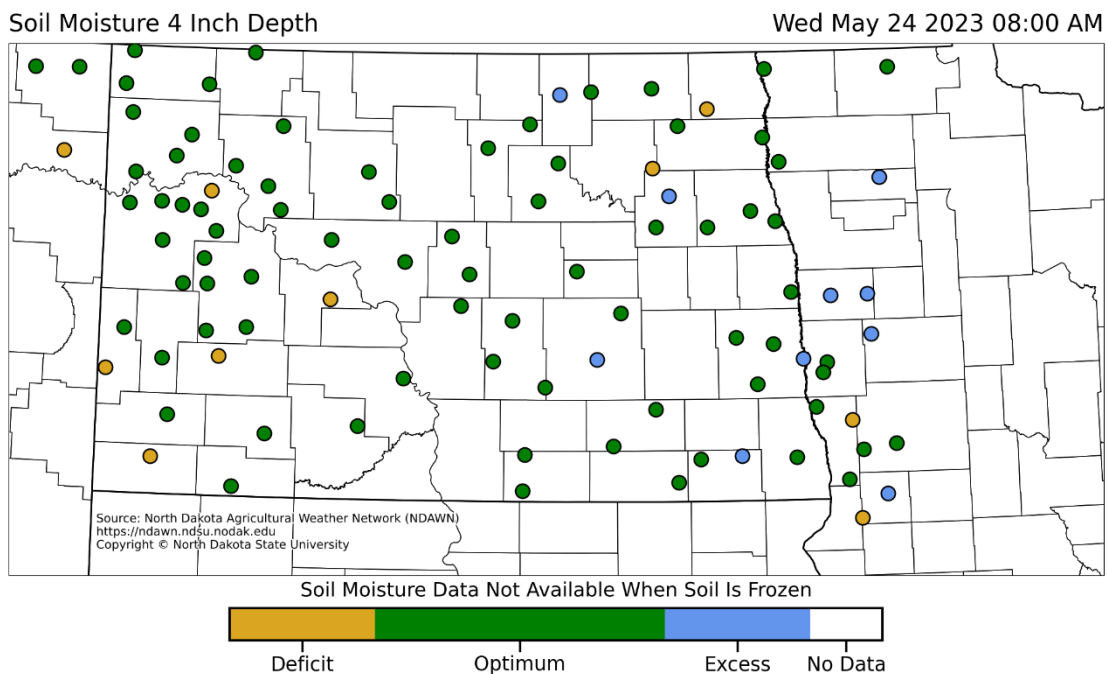 Soil Moisture 4 Inch Depth
Wed May 24 2023 08:00 AM
Source: North Dakota Agricultural Weather Network (NDAWN)
https://ndawn.ndsu.nodak.edu
Copyright © North Dakota State University
Soil Moisture Data Not Available When Soil Is Frozen
Deficit
Optimum
Excess
No Data